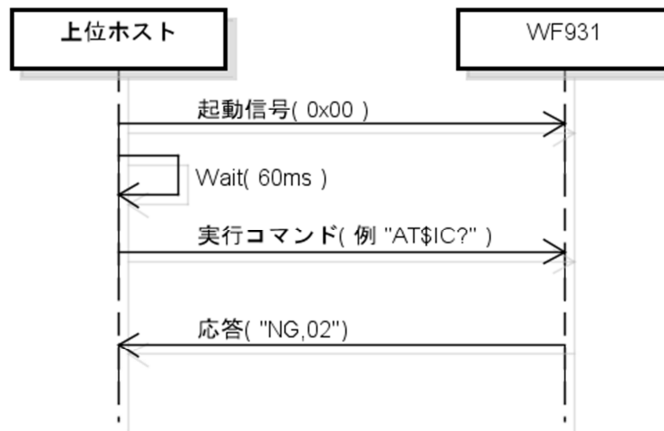 上位ホスト
WF931
起動信号( 0x00 )
Wait( 60ms )
実行コマンド( 例 "AT$IC?" )
応答( "NG,02")